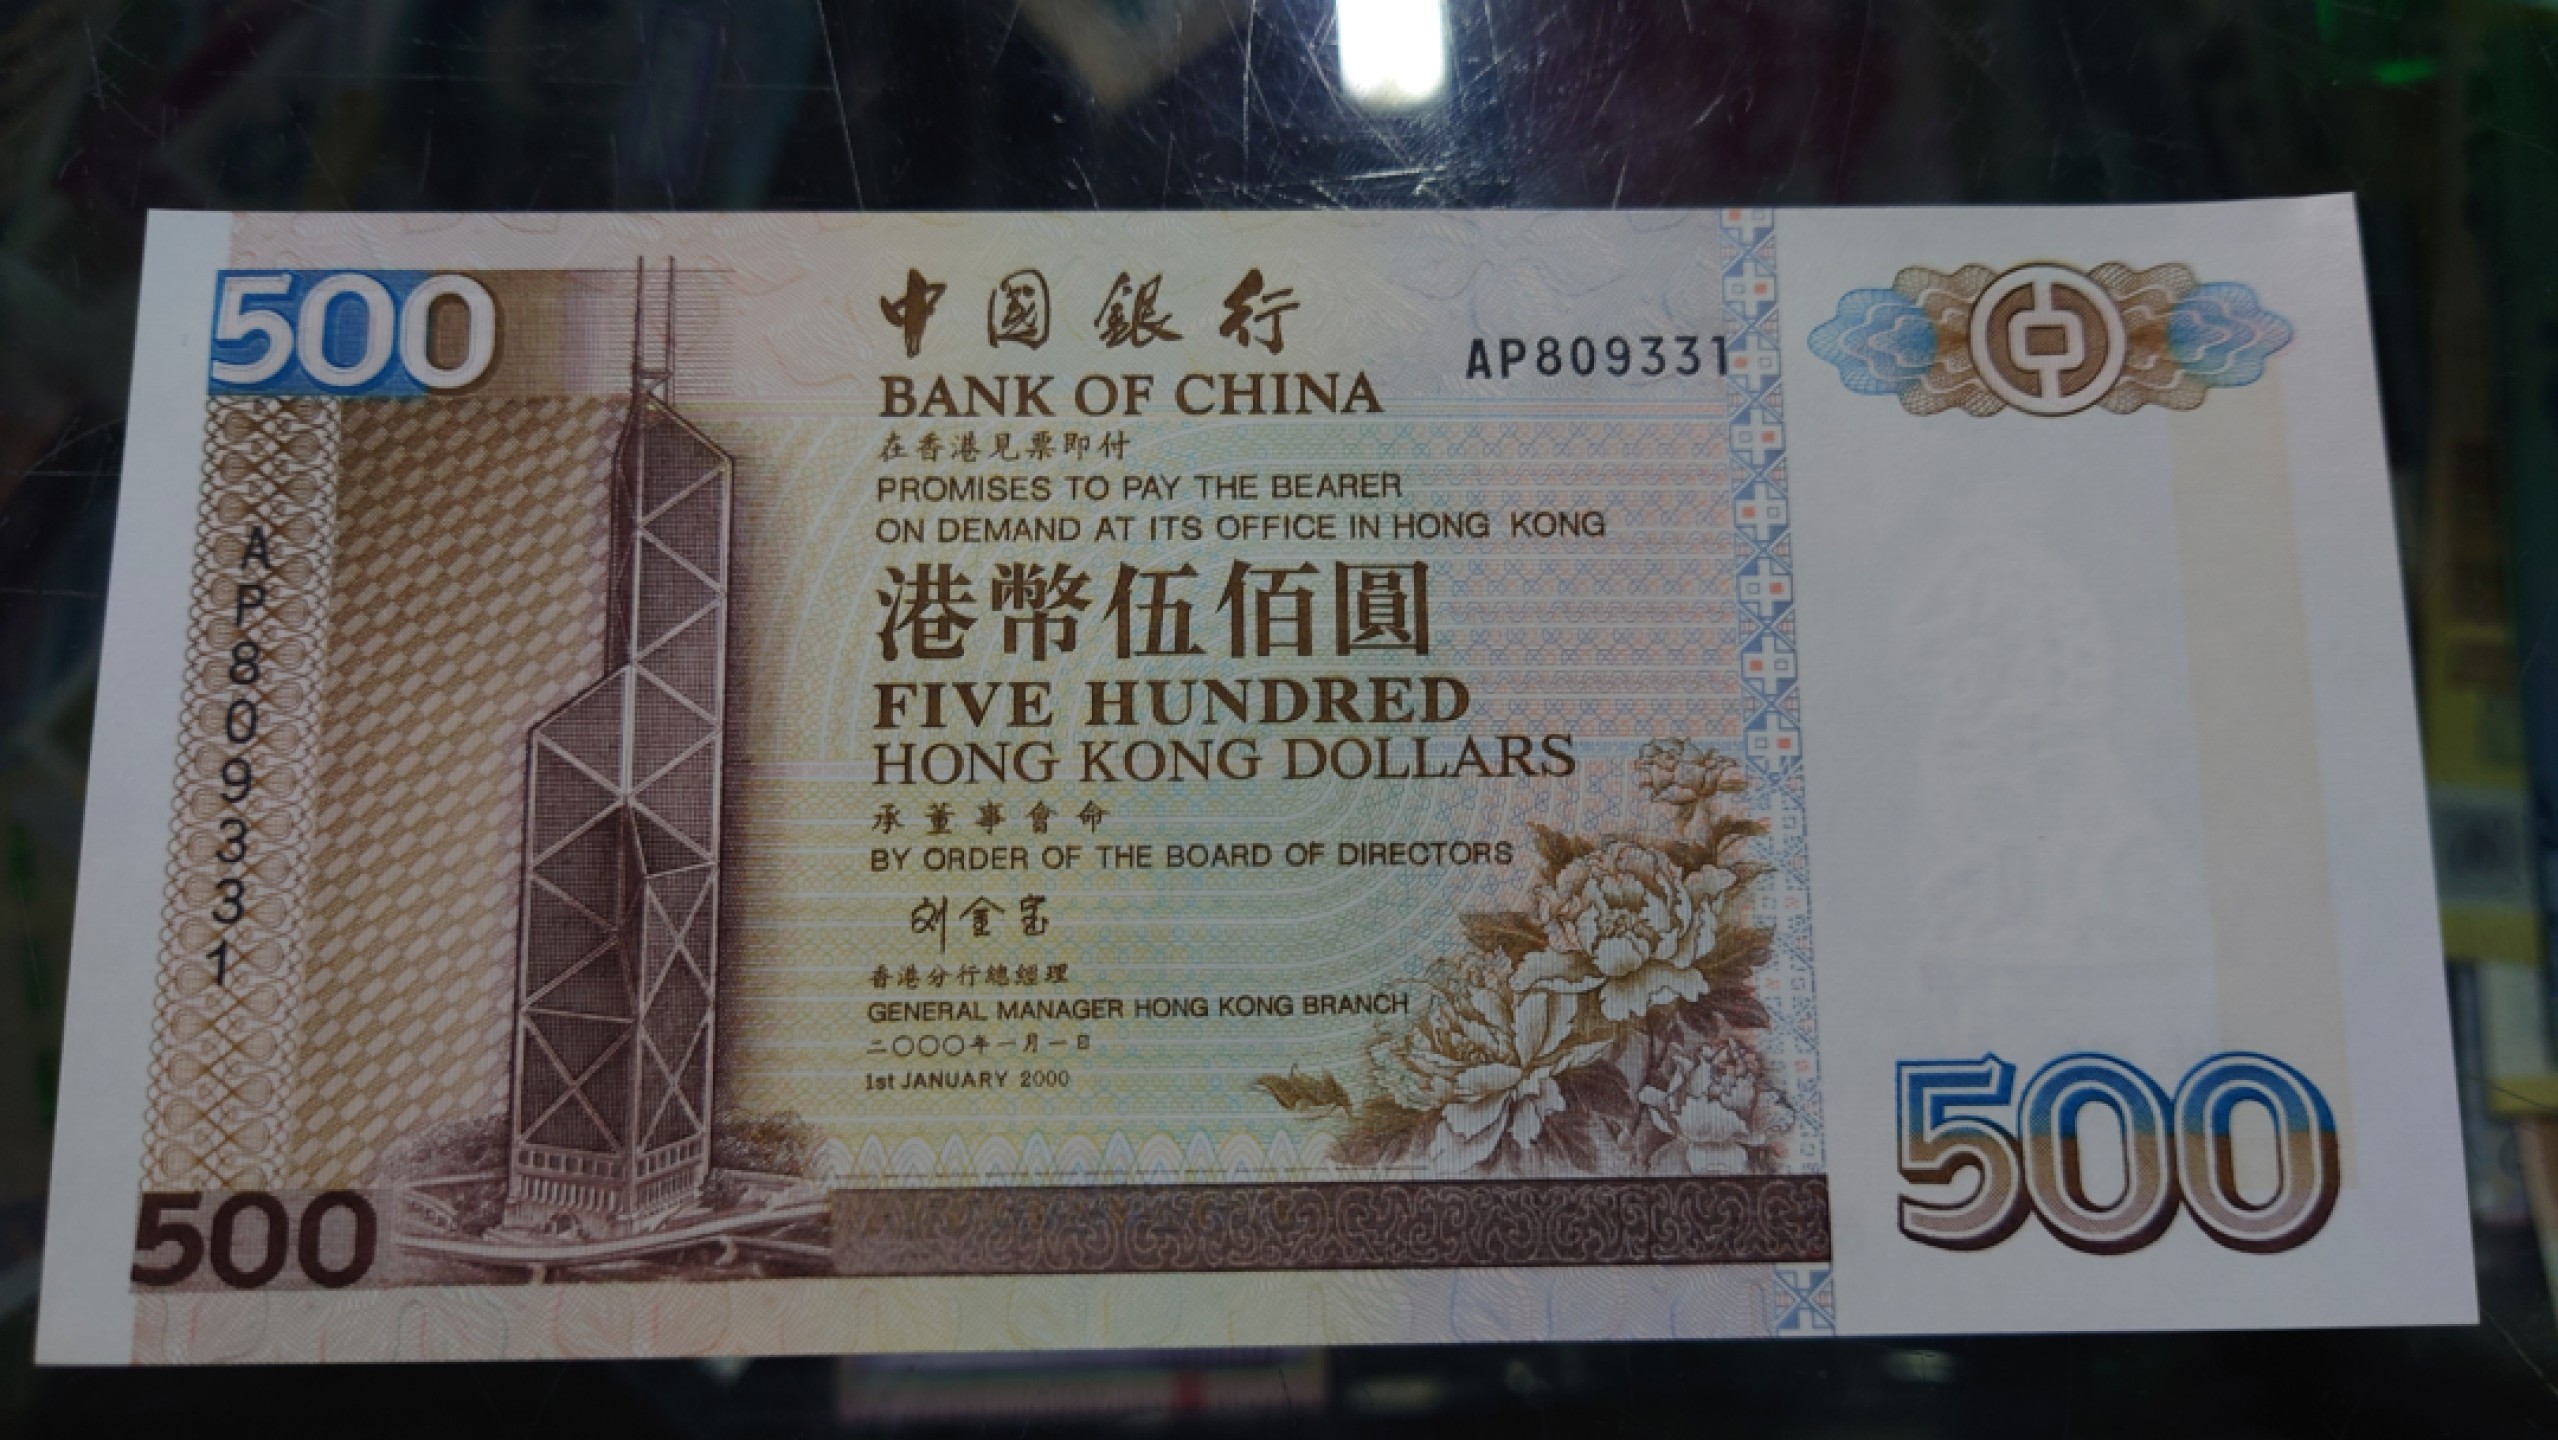 500
中國銀行
BANK OF CHINA
AP809331
在香港見票即付
PROMISES TO PAY THE BEARER
ON DEMAND AT ITS OFFICE IN HONG KONG
港幣伍佰圓
FIVE HUNDRED
HONG KONG DOLLARS
承董事會命
BY ORDER OF THE BOARD OF DIRECTORS
刘金宝
香港分行總經理
GENERAL MANAGER HONG KONG BRANCH
二〇〇〇年一月一日
1st JANUARY 2000
AP809331
500
500